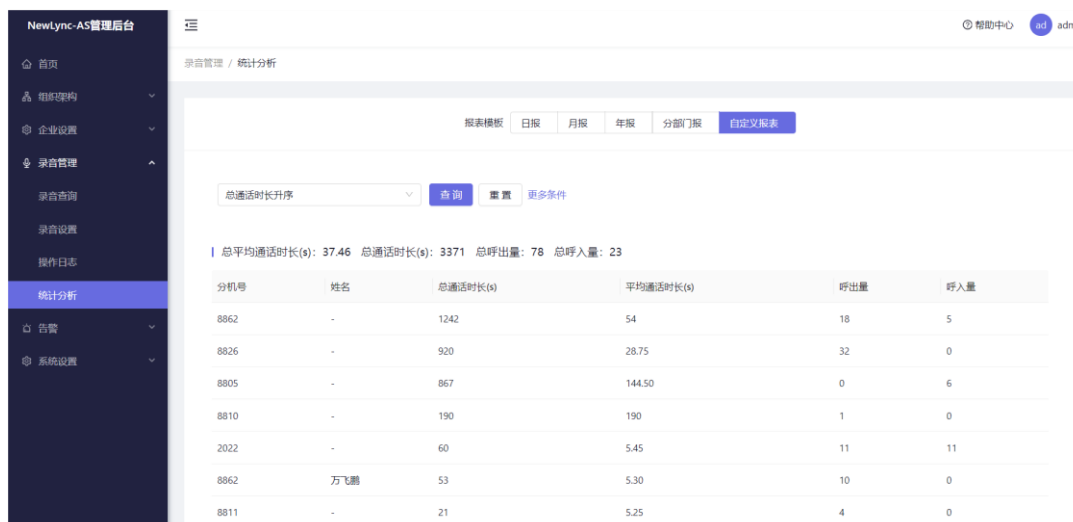 NewLync-AS管理后台
帮助中心
ad
录音管理 / 统计分析
首页
组织架构
企业设置
录音管理
录音查询
录音设置
操作日志
统计分析
告警
系统设置
报表模板 日报 月报 年报 分部门报 自定义报表
总通话时长升序 查询 重置 更多条件
总平均通话时长(s)：37.46 总通话时长(s)：3371 总呼出量：78 总呼入量：23
分机号 姓名 总通话时长(s) 平均通话时长(s) 呼出量 呼入量
8862 - 1242 54 18 5
8826 - 920 28.75 32 0
8805 - 867 144.50 0 6
8810 - 190 190 1 0
2022 - 60 5.45 11 11
8862 万飞鹏 53 5.30 10 0
8811 - 21 5.25 4 0